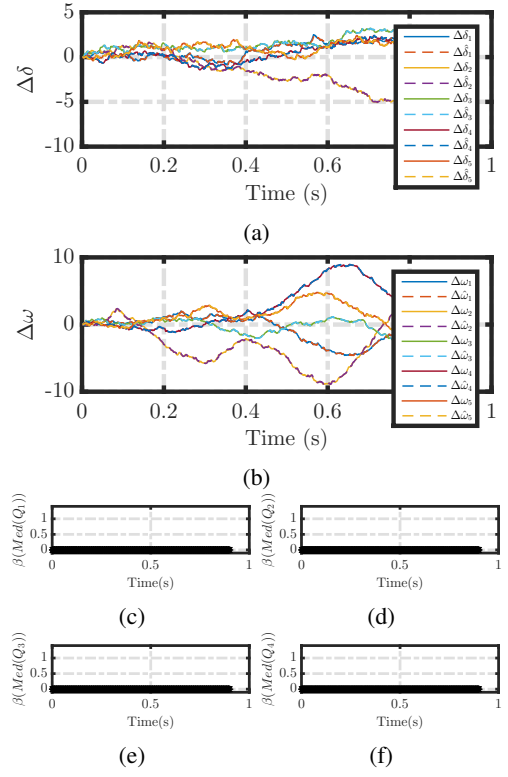 5
0
-5
-10
Δδ
0
0.2
0.4
0.6
1
Time (s)
Δδ₁
Δδ̂₁
Δδ₂
Δδ̂₂
Δδ₃
Δδ̂₃
Δδ₄
Δδ̂₄
Δδ₅
Δδ̂₅
(a)
10
0
-10
Δω
0
0.2
0.4
0.6
1
Time (s)
Δω₁
Δω̂₁
Δω₂
Δω̂₂
Δω₃
Δω̂₃
Δω₄
Δω̂₄
Δω₅
Δω̂₅
(b)
β(Med(Q₁))
1
0.5
0
0
0.5
1
Time(s)
(c)
β(Med(Q₂))
1
0.5
0
0
0.5
1
Time(s)
(d)
β(Med(Q₃))
1
0.5
0
0
0.5
1
Time(s)
(e)
β(Med(Q₄))
1
0.5
0
0
0.5
1
Time(s)
(f)